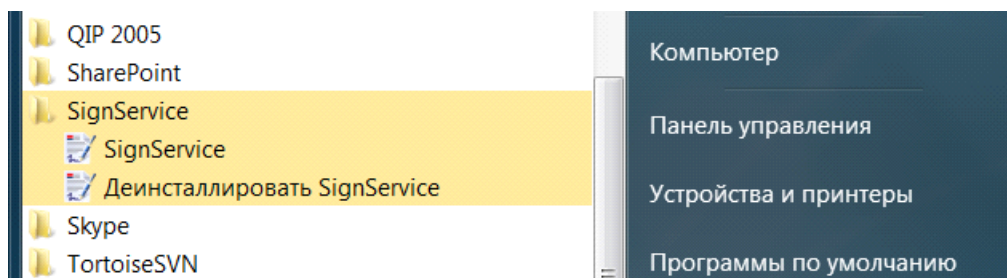 QIP 2005
SharePoint
SignService
SignService
Деинсталлировать SignService
Skype
TortoiseSVN
Компьютер
Панель управления
Устройства и принтеры
Программы по умолчанию